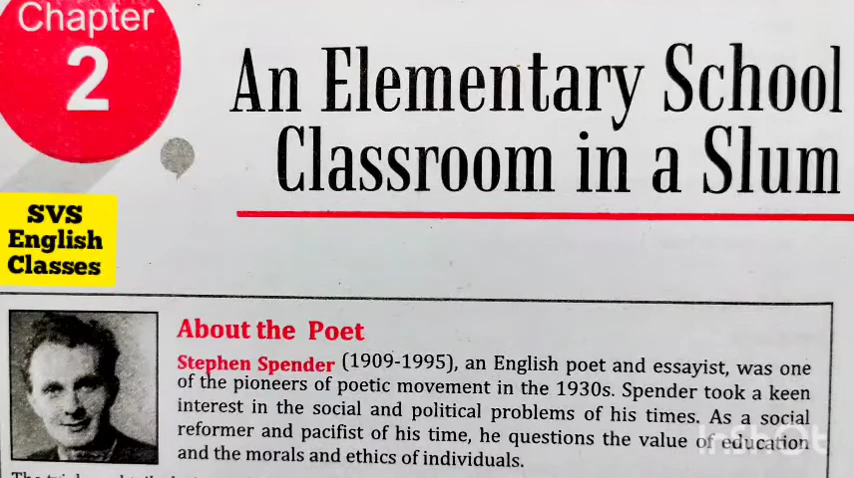 Chapter
2
An Elementary School
Classroom in a Slum
SVS
English
Classes
About the Poet
Stephen Spender (1909-1995), an English poet and essayist, was one
of the pioneers of poetic movement in the 1930s. Spender took a keen
interest in the social and political problems of his times. As a social
reformer and pacifist of his time, he questions the value of education
and the morals and ethics of individuals.
InShOt